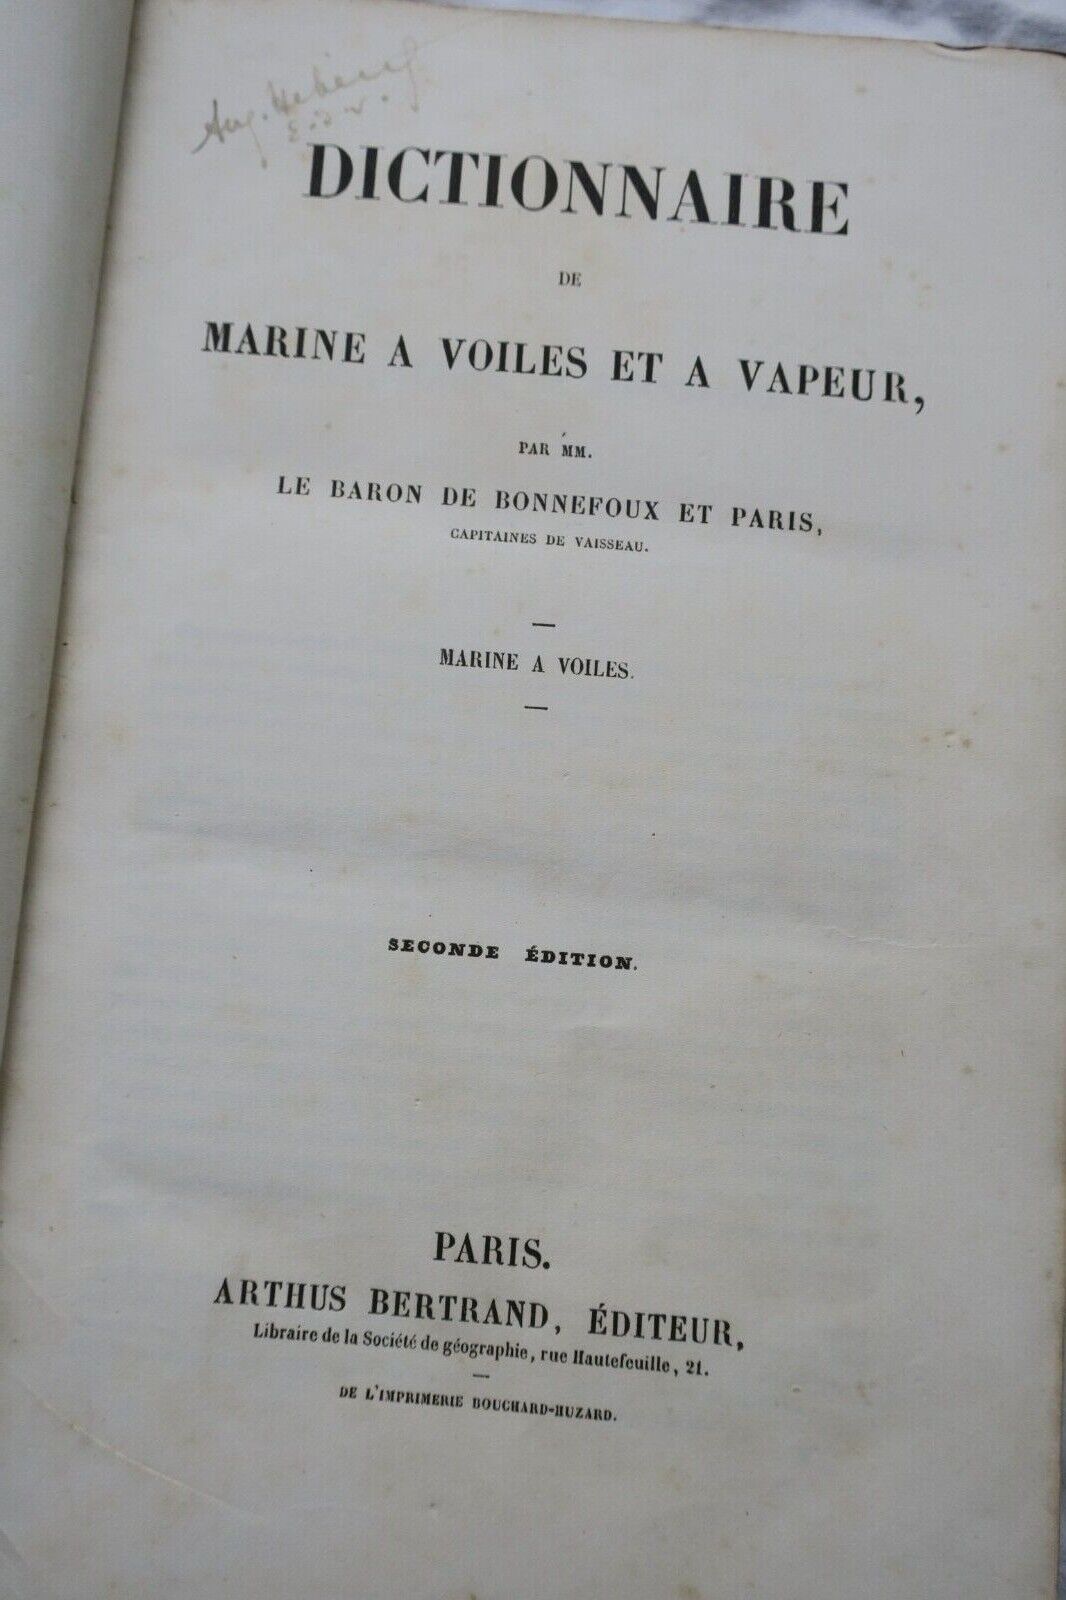 Aug.
DICTIONNAIRE
DE
MARINE A VOILES ET A VAPEUR,
PAR MM.
LE BARON DE BONNEFOUX ET PARIS,
CAPITAINES DE VAISSEAU.
MARINE A VOILES.
SECONDE ÉDITION.
PARIS.
ARTHUS BERTRAND, ÉDITEUR,
Libraire de la Société de géographie, rue Hautefeuille, 21.
DE L'IMPRIMERIE BOUCHARD-HUZARD.